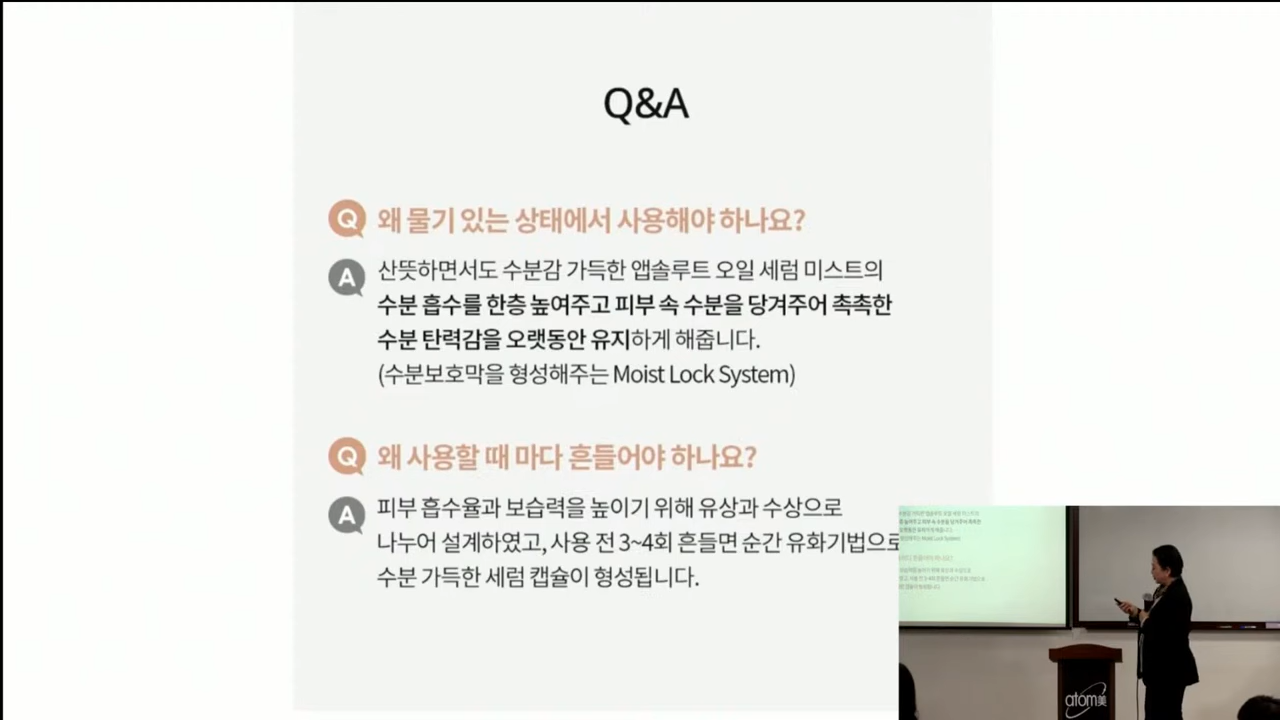 Q&A
Q 왜 물기 있는 상태에서 사용해야 하나요?
A 산뜻하면서도 수분감 가득한 앱솔루트 오일 세럼 미스트의
수분 흡수를 한층 높여주고 피부 속 수분을 당겨주어 촉촉한
수분 탄력감을 오랫동안 유지하게 해줍니다.
(수분보호막을 형성해주는 Moist Lock System)
Q 왜 사용할 때 마다 흔들어야 하나요?
A 피부 흡수율과 보습력을 높이기 위해 유상과 수상으로
나누어 설계하였고, 사용 전 3~4회 흔들면 순간 유화기법으로
수분 가득한 세럼 캡슐이 형성됩니다.
atom美